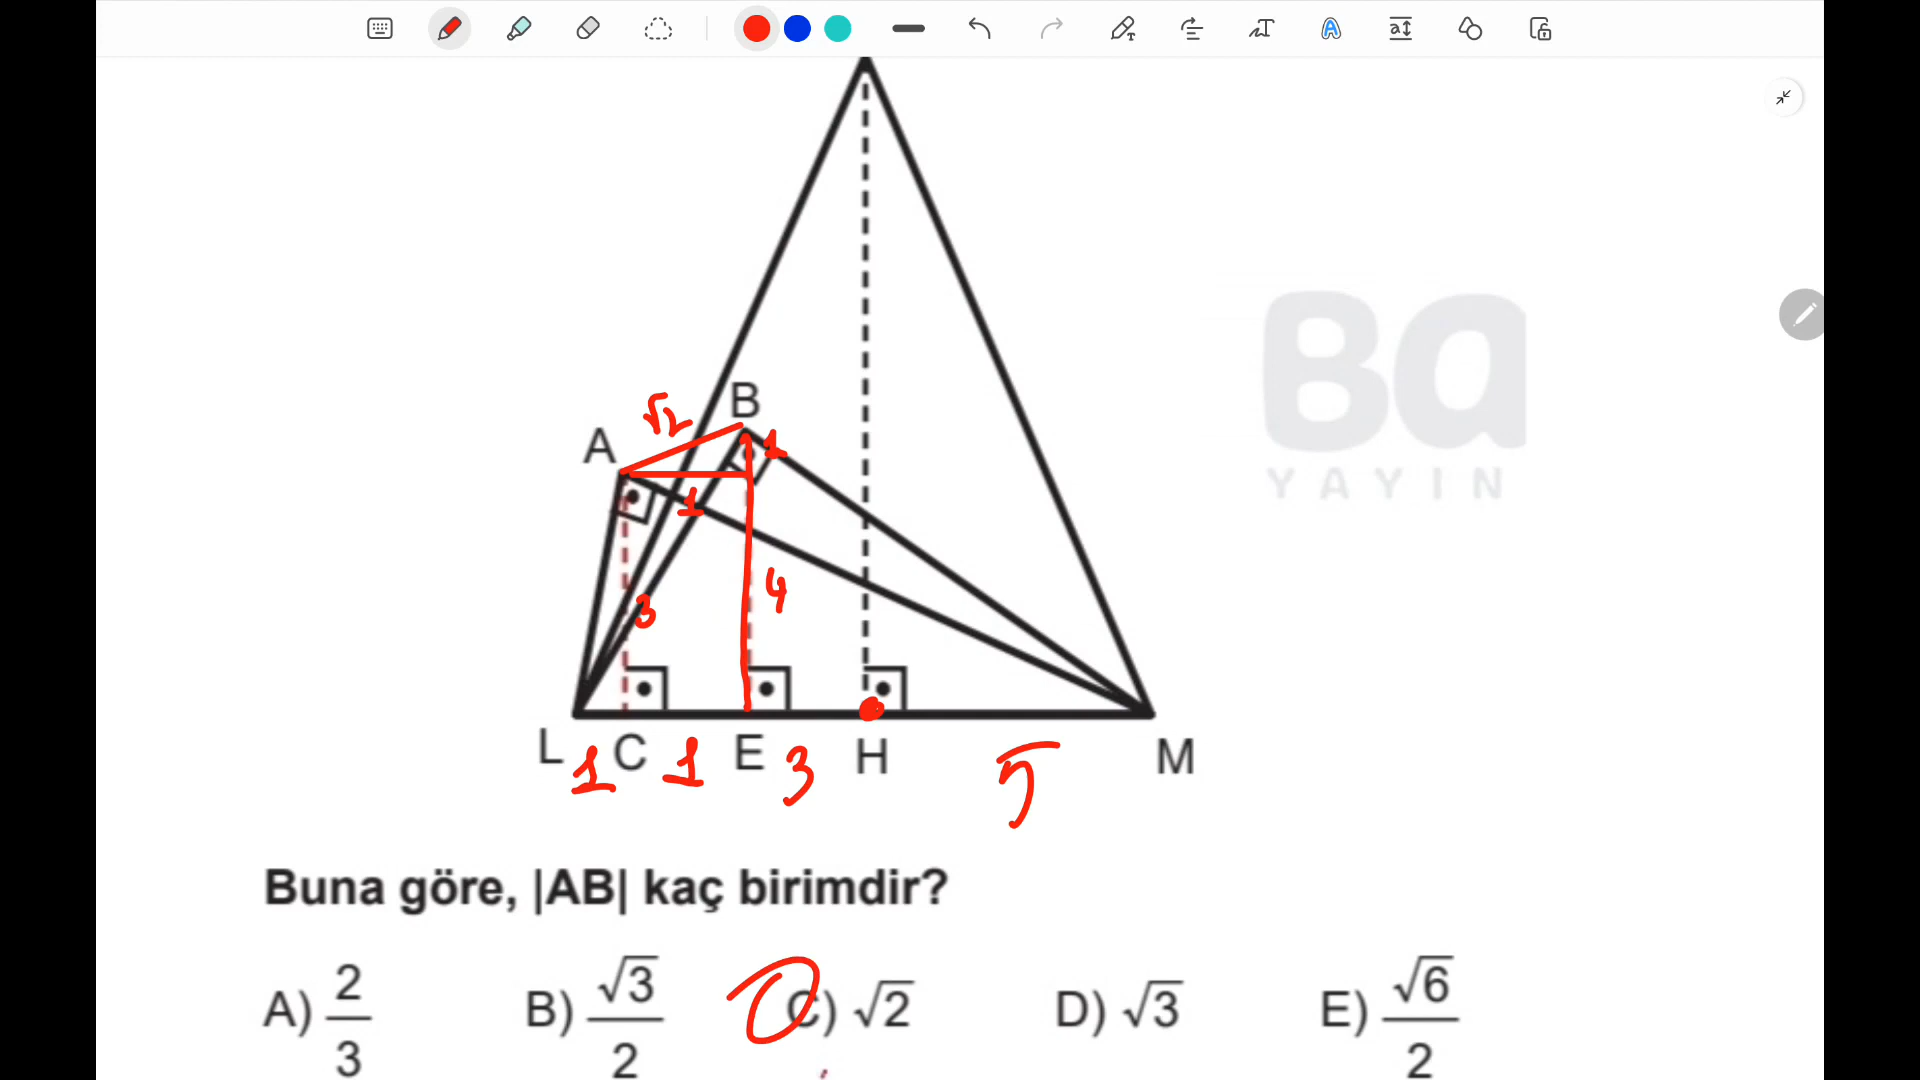 B
A
√2
1
1
3
4
L C E H M
1 1 3 5
Ba
YAYIN
Buna göre, |AB| kaç birimdir?
A) 2/3 B) √3/2 C) √2 D) √3 E) √6/2